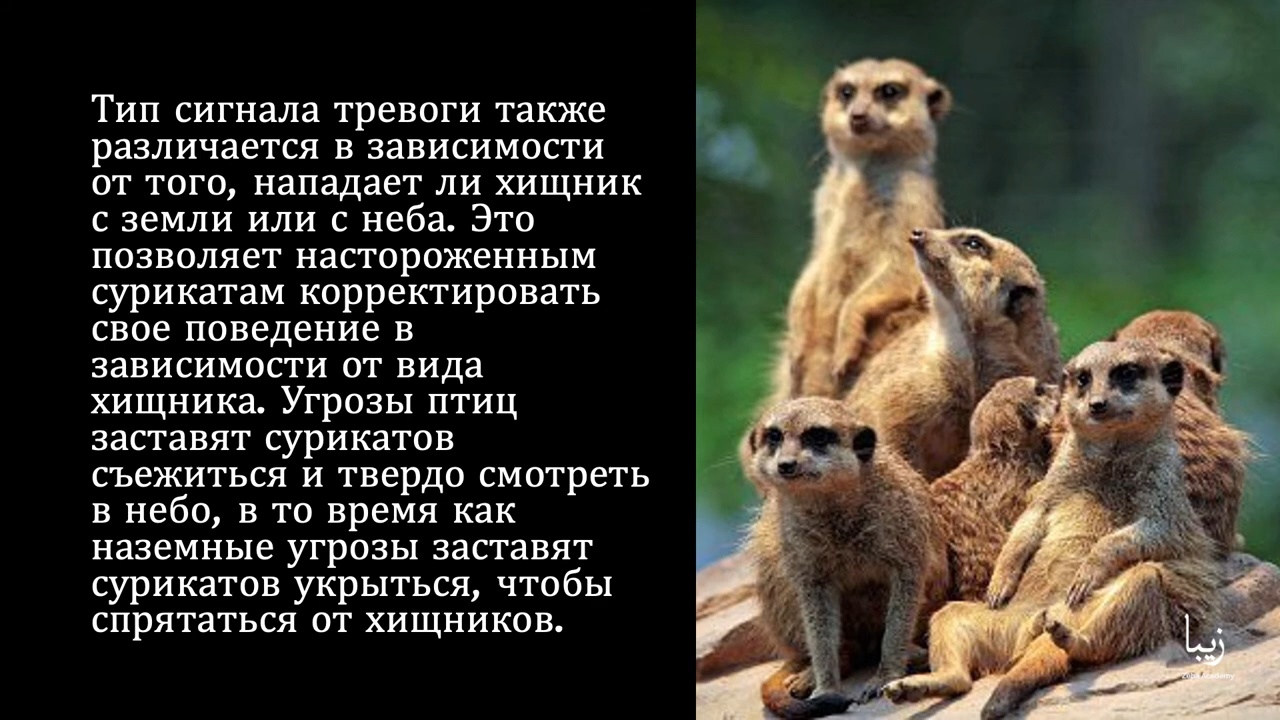 Тип сигнала тревоги также
различается в зависимости
от того, нападает ли хищник
с земли или с неба. Это
позволяет настороженным
сурикатам корректировать
свое поведение в
зависимости от вида
хищника. Угрозы птиц
заставят сурикатов
съежиться и твердо смотреть
в небо, в то время как
наземные угрозы заставят
сурикатов укрыться, чтобы
спрятаться от хищников.
زیبا
Ziba Academy